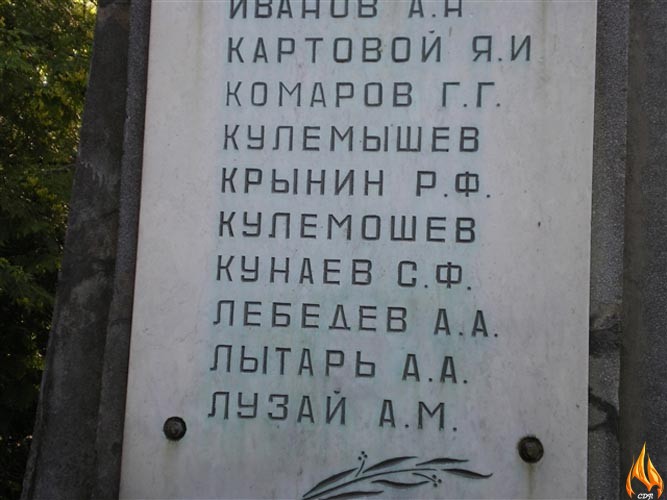 ИВАНОВ А.Н
КАРТОВОЙ Я.И
КОМАРОВ Г.Г.
КУЛЕМЫШЕВ
КРЫНИН Р.Ф.
КУЛЕМОШЕВ
КУНАЕВ С.Ф.
ЛЕБЕДЕВ А.А.
ЛЫТАРЬ А.А.
ЛУЗАЙ А.М.